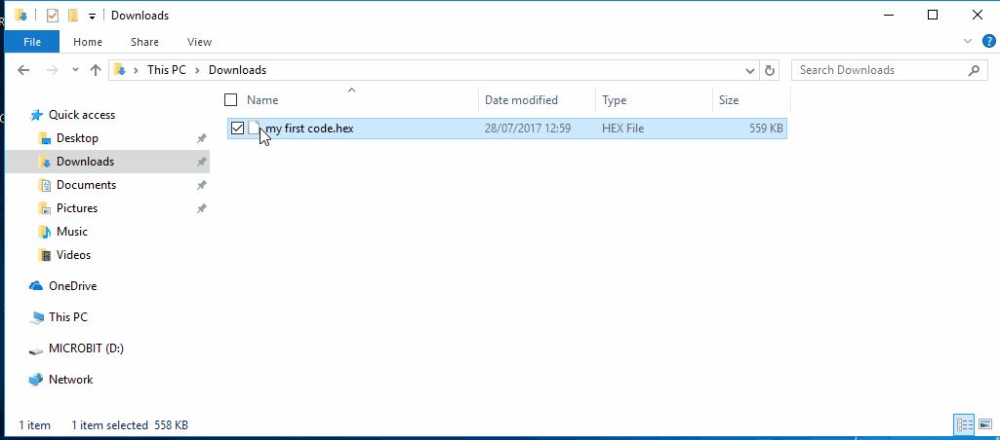 Downloads
File Home Share View
This PC Downloads Search Downloads
Name Date modified Type Size
my first code.hex 28/07/2017 12:59 HEX File 559 KB
Quick access
Desktop
Downloads
Documents
Pictures
Music
Videos
OneDrive
This PC
MICROBIT (D:)
Network
1 item 1 item selected 558 KB